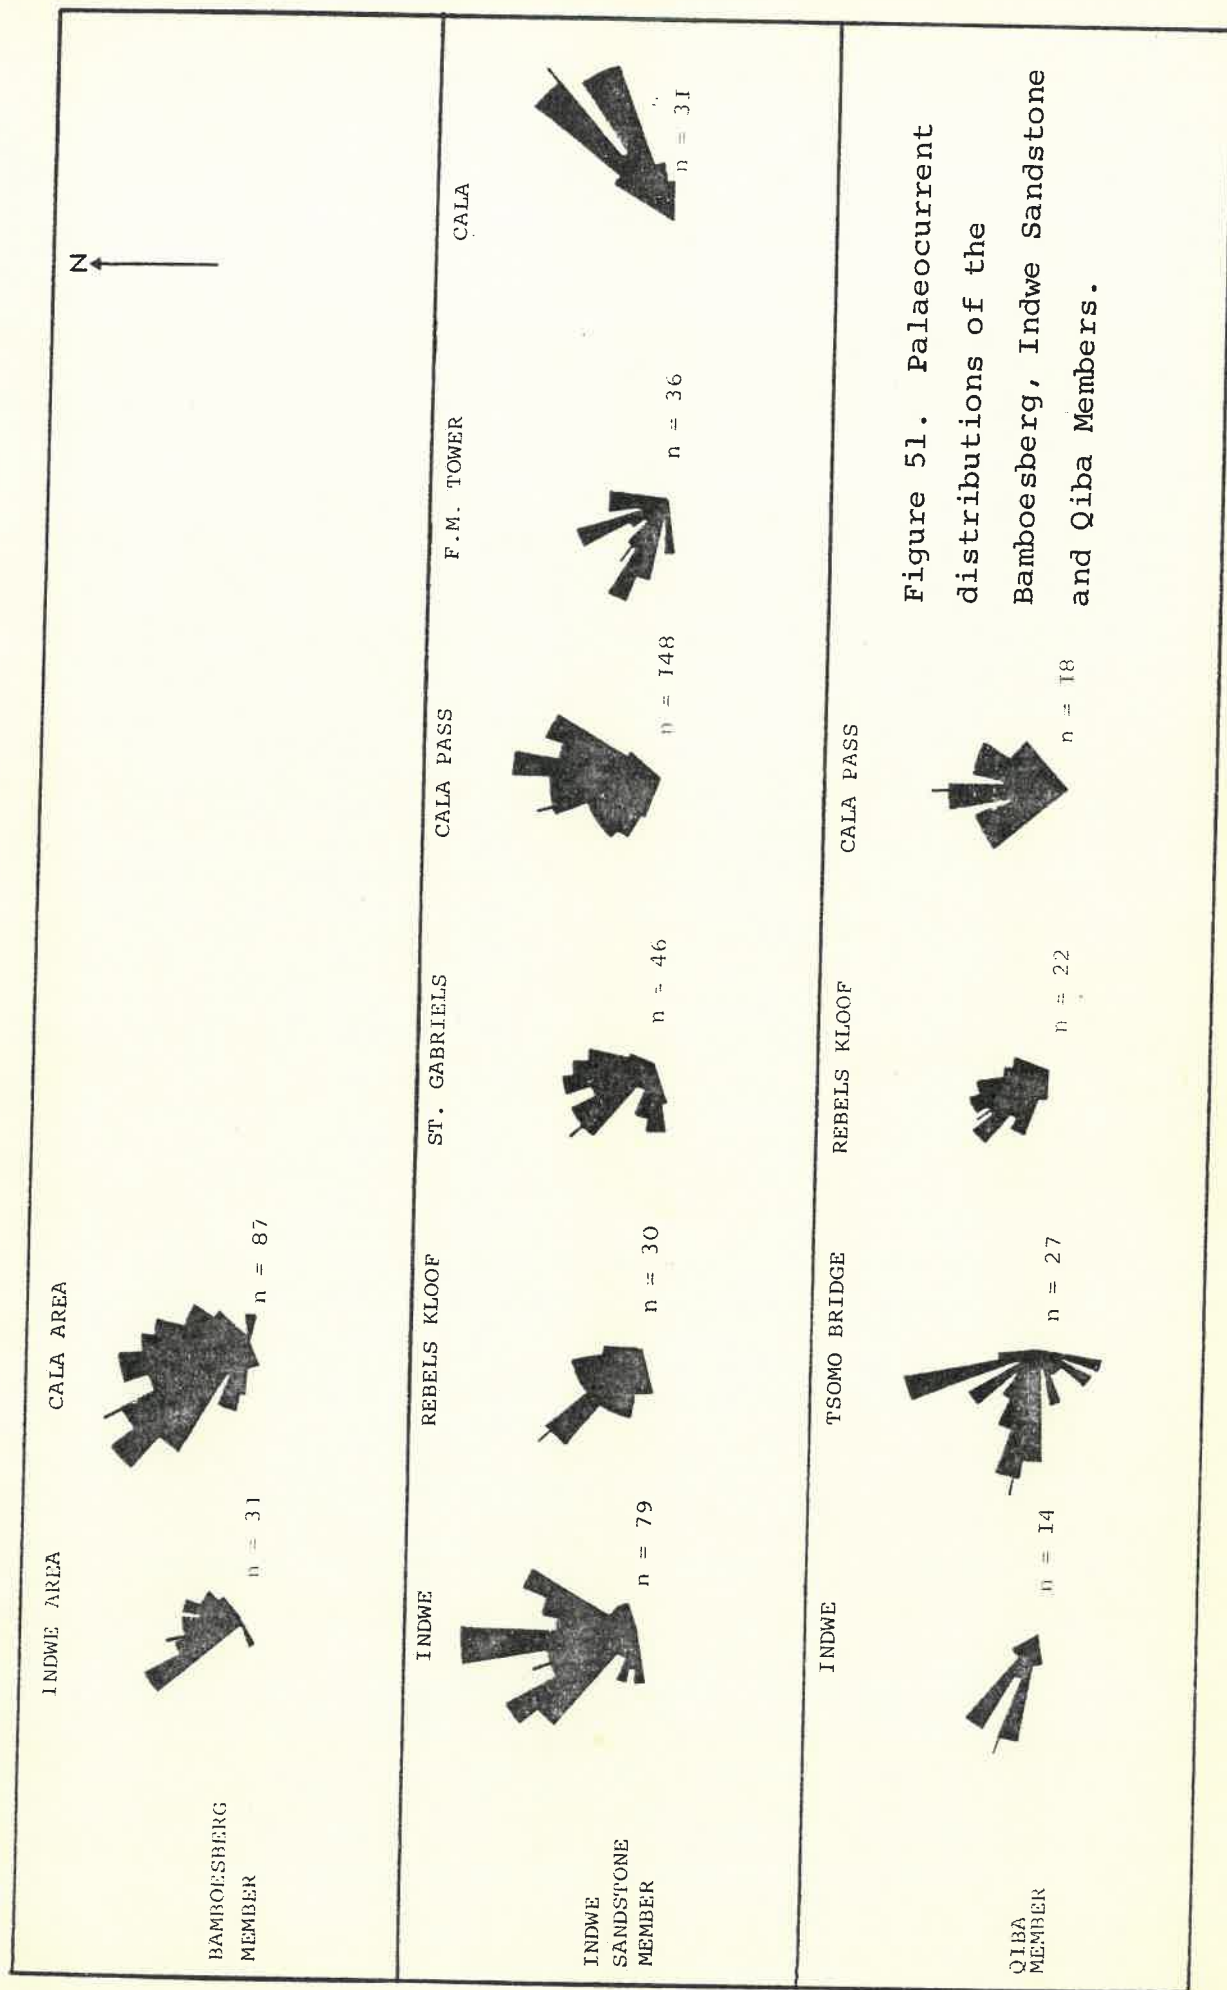 N
INDWE AREA
CALA AREA
BAMBOESBERG
MEMBER
n = 31
n = 87
INDWE
REBELS KLOOF
ST. GABRIELS
CALA PASS
F.M. TOWER
CALA
INDWE
SANDSTONE
MEMBER
n = 79
n = 30
n = 46
n = 148
n = 36
n = 31
INDWE
TSOMO BRIDGE
REBELS KLOOF
CALA PASS
QIBA
MEMBER
n = 14
n = 27
n = 22
n = 18
Figure 51. Palaeocurrent
distributions of the
Bamboesberg, Indwe Sandstone
and Qiba Members.